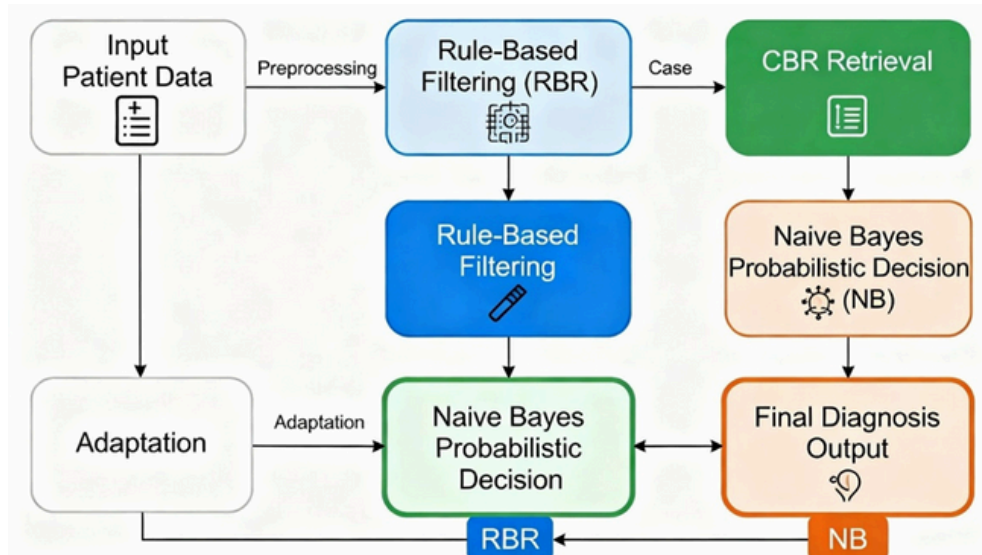 Input
Patient Data
Preprocessing
Rule-Based
Filtering (RBR)
Case
CBR Retrieval
Rule-Based
Filtering
Naive Bayes
Probabilistic Decision
(NB)
Adaptation
Adaptation
Naive Bayes
Probabilistic
Decision
Final Diagnosis
Output
RBR
NB